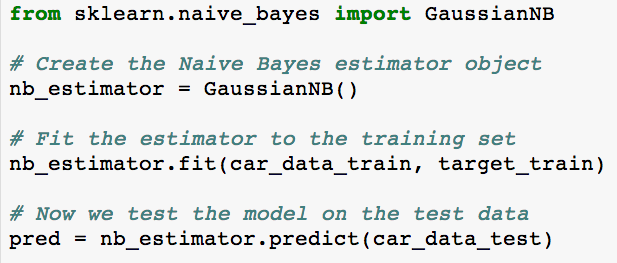 from sklearn.naive_bayes import GaussianNB
# Create the Naive Bayes estimator object
nb_estimator = GaussianNB()
# Fit the estimator to the training set
nb_estimator.fit(car_data_train, target_train)
# Now we test the model on the test data
pred = nb_estimator.predict(car_data_test)